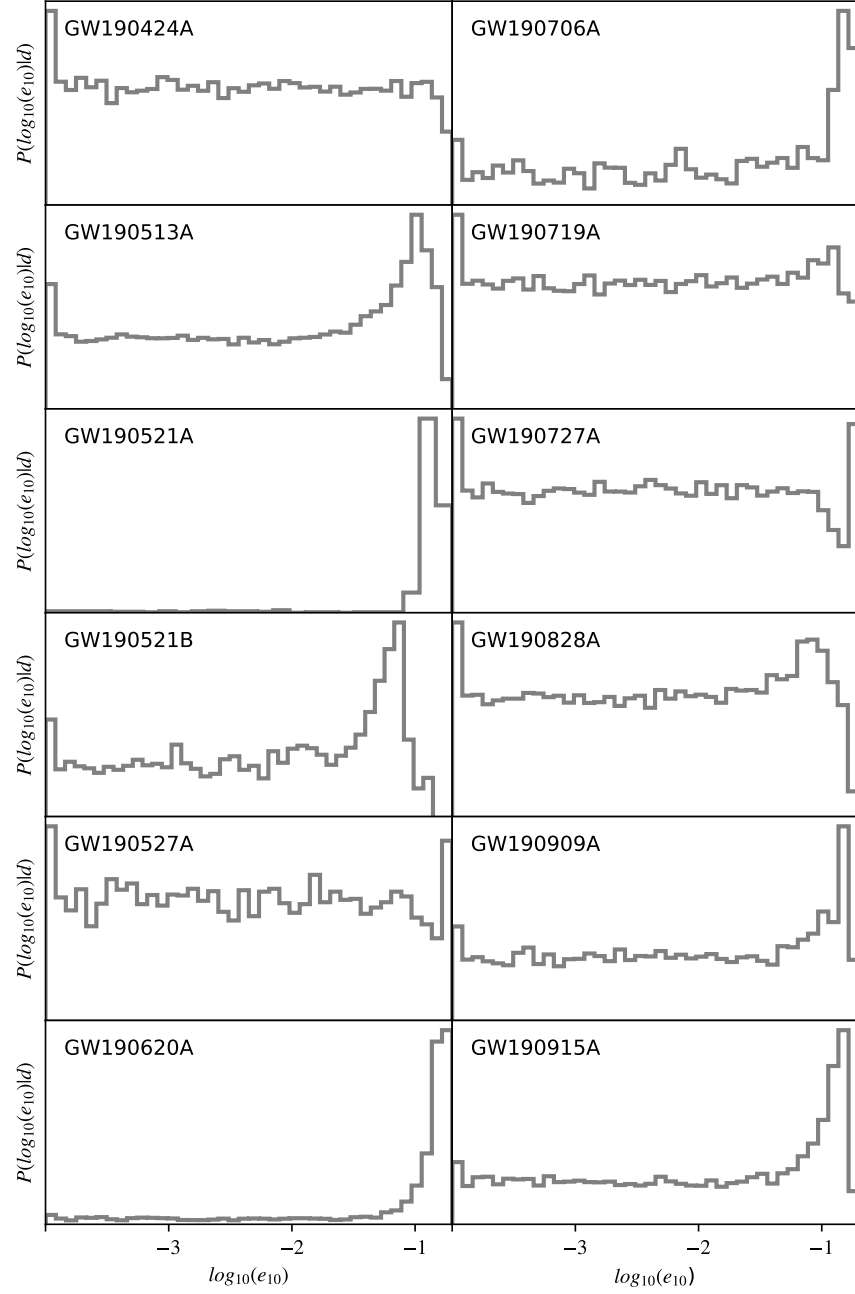 GW190424A GW190706A
P(log10(e10)|d)
GW190513A GW190719A
P(log10(e10)|d)
GW190521A GW190727A
P(log10(e10)|d)
GW190521B GW190828A
P(log10(e10)|d)
GW190527A GW190909A
P(log10(e10)|d)
GW190620A GW190915A
P(log10(e10)|d)
−3 −2 −1 −3 −2 −1
log10(e10) log10(e10)